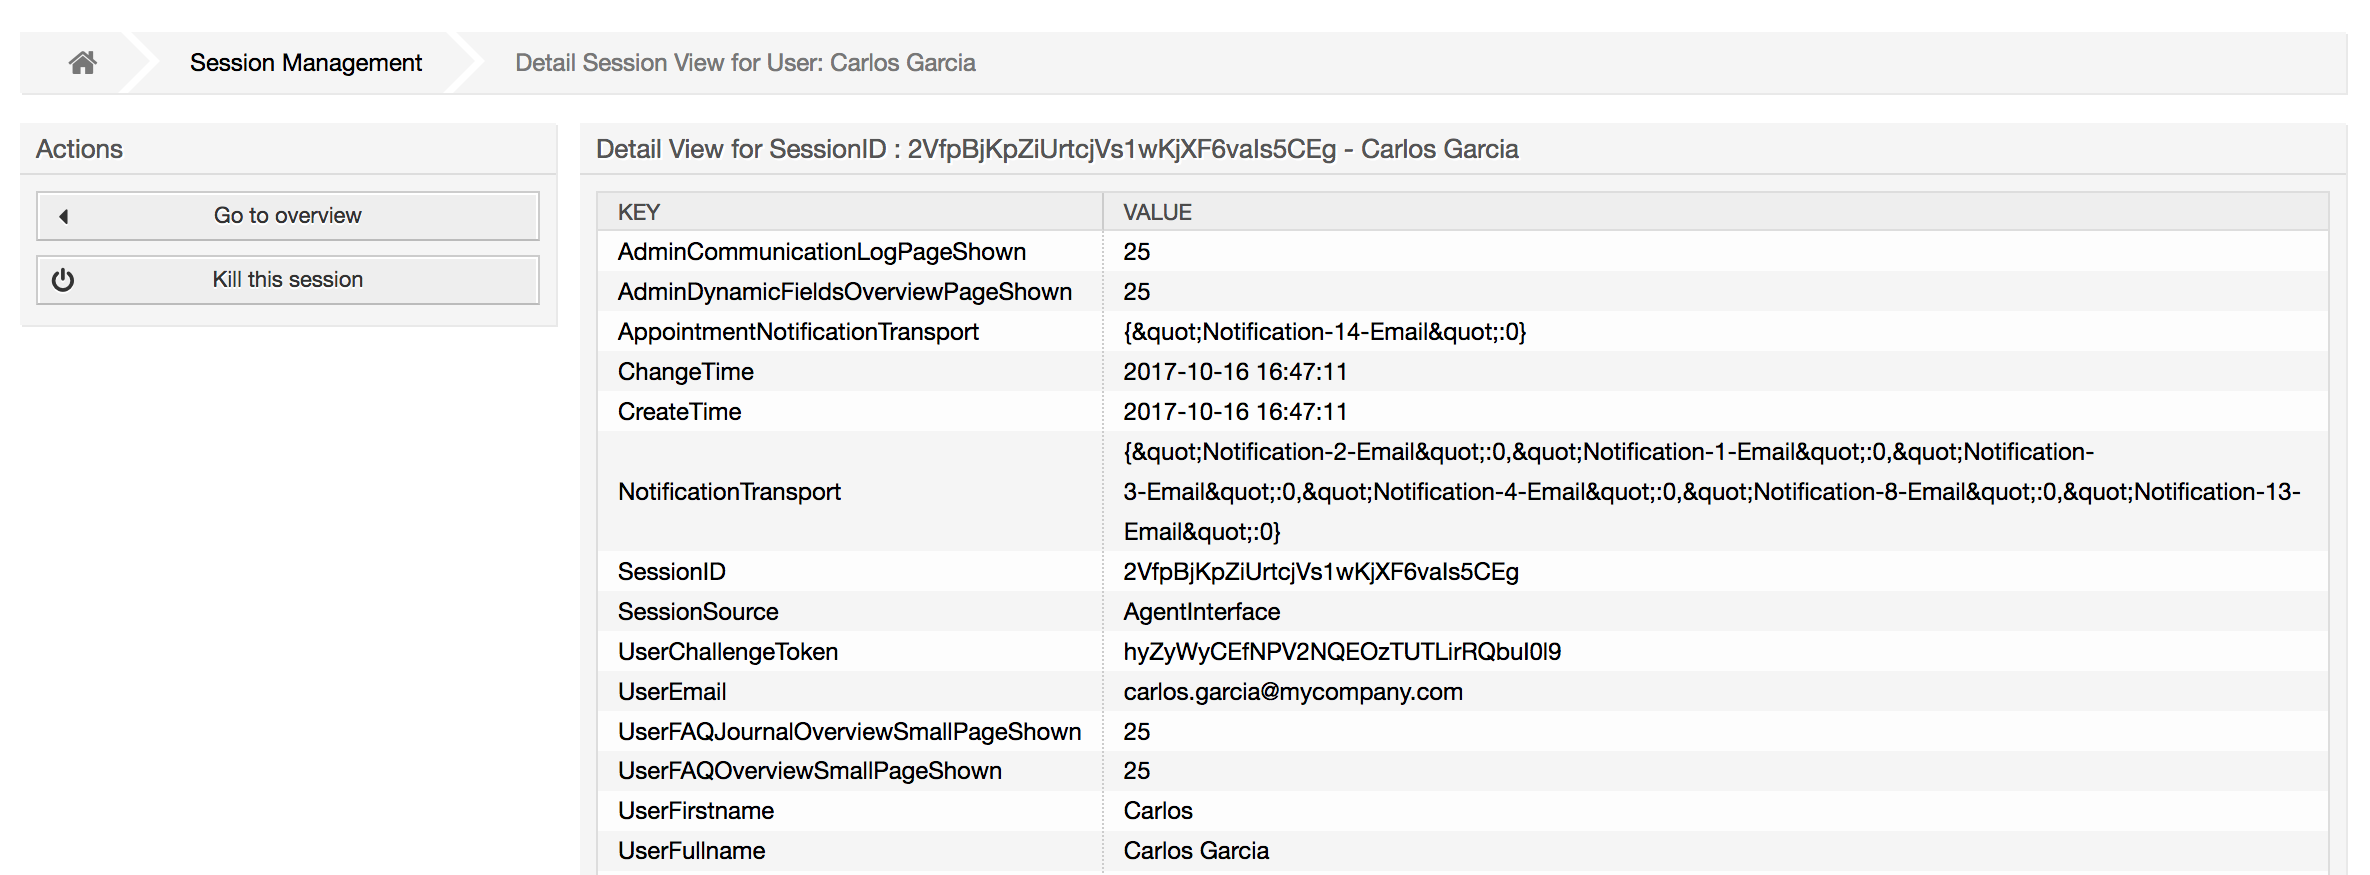 Session Management
Detail Session View for User: Carlos Garcia
Actions
Go to overview
Kill this session
Detail View for SessionID : 2VfpBjKpZiUrtcjVs1wKjXF6vaIs5CEg - Carlos Garcia
KEY VALUE
AdminCommunicationLogPageShown 25
AdminDynamicFieldsOverviewPageShown 25
AppointmentNotificationTransport {&quot;Notification-14-Email&quot;:0}
ChangeTime 2017-10-16 16:47:11
CreateTime 2017-10-16 16:47:11
NotificationTransport {&quot;Notification-2-Email&quot;:0,&quot;Notification-1-Email&quot;:0,&quot;Notification-
3-Email&quot;:0,&quot;Notification-4-Email&quot;:0,&quot;Notification-8-Email&quot;:0,&quot;Notification-13-
Email&quot;:0}
SessionID 2VfpBjKpZiUrtcjVs1wKjXF6vaIs5CEg
SessionSource AgentInterface
UserChallengeToken hyZyWyCEfNPV2NQEOzTUTLirRQbuI0l9
UserEmail carlos.garcia@mycompany.com
UserFAQJournalOverviewSmallPageShown 25
UserFAQOverviewSmallPageShown 25
UserFirstname Carlos
UserFullname Carlos Garcia